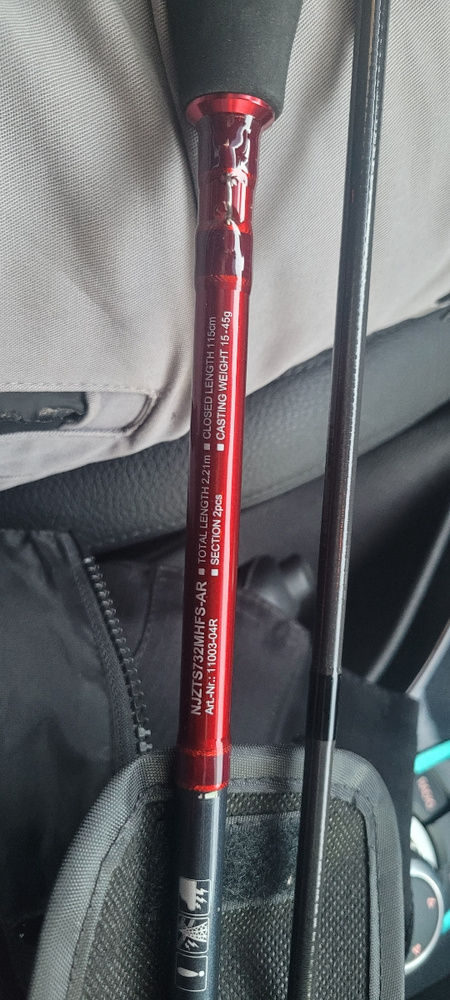 NJZTS732MHFS-AR ■ TOTAL LENGTH 2.21m ■ CLOSED LENGTH 115cm
Art.-Nr.: 11003-04R ■ SECTION 2pcs ■ CASTING WEIGHT 15-45g